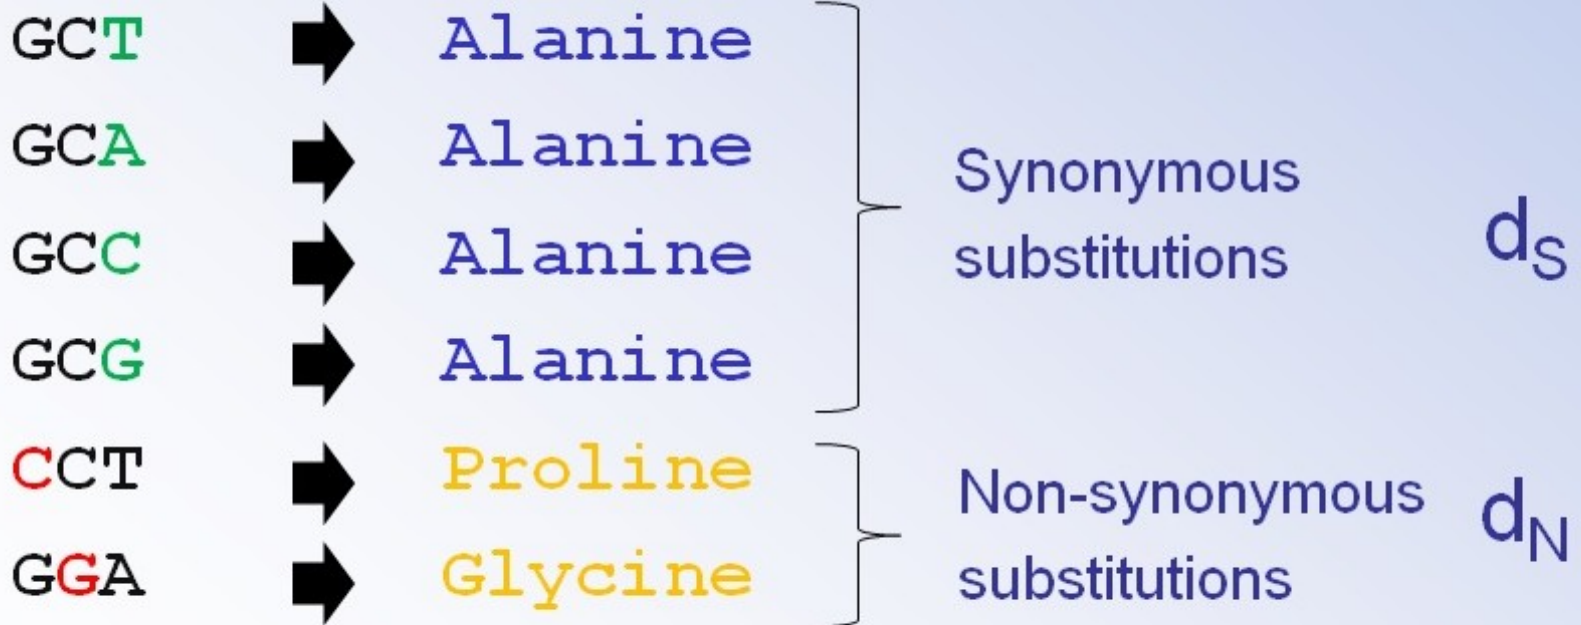 GCT Alanine
GCA Alanine
GCC Alanine
GCG Alanine
Synonymous
substitutions
dS
CCT Proline
GGA Glycine
Non-synonymous
substitutions
dN